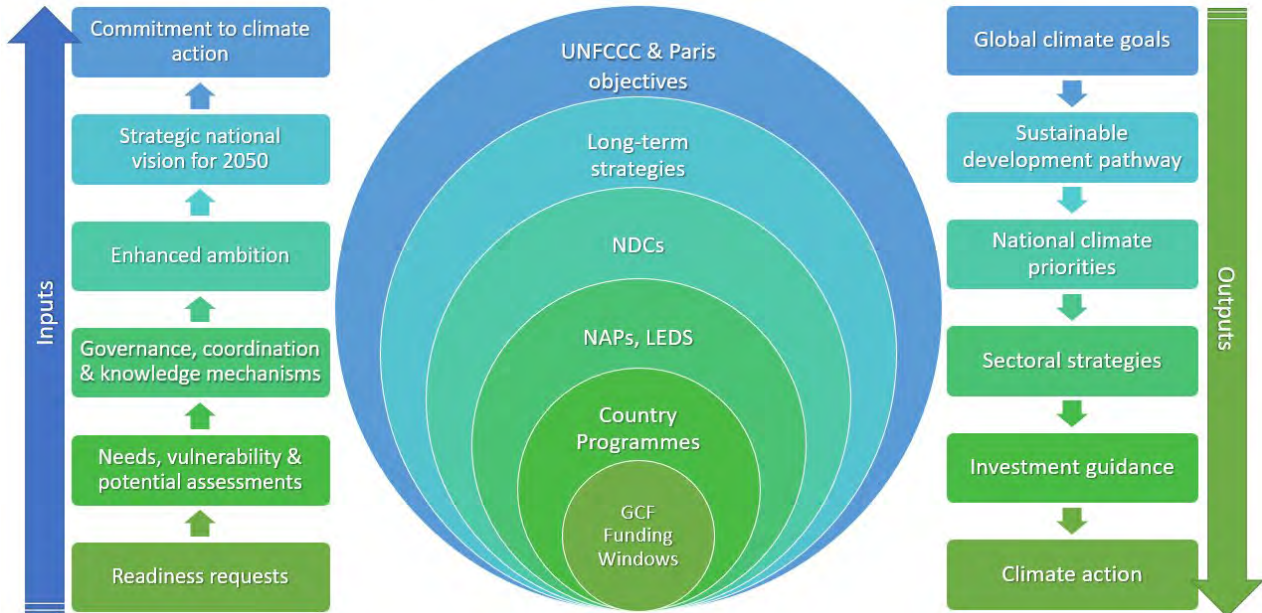 Inputs
Commitment to climate
action
Strategic national
vision for 2050
Enhanced ambition
Governance, coordination
& knowledge mechanisms
Needs, vulnerability &
potential assessments
Readiness requests
UNFCCC & Paris
objectives
Long-term
strategies
NDCs
NAPs, LEDS
Country
Programmes
GCF
Funding
Windows
Global climate goals
Sustainable
development pathway
National climate
priorities
Sectoral strategies
Investment guidance
Climate action
Outputs